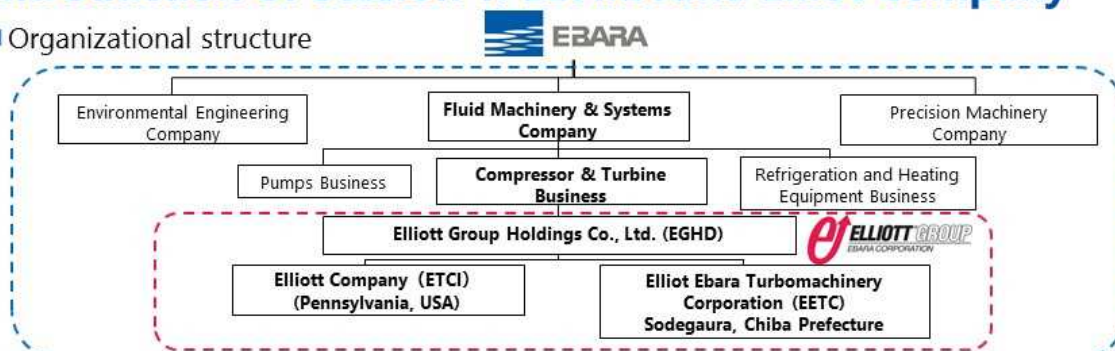 Organizational structure
EBARA
Environmental Engineering
Company
Fluid Machinery & Systems
Company
Precision Machinery
Company
Pumps Business
Compressor & Turbine
Business
Refrigeration and Heating
Equipment Business
Elliott Group Holdings Co., Ltd. (EGHD)
ELLIOTT GROUP
EBARA CORPORATION
Elliott Company (ETCI)
(Pennsylvania, USA)
Elliot Ebara Turbomachinery
Corporation (EETC)
Sodegaura, Chiba Prefecture